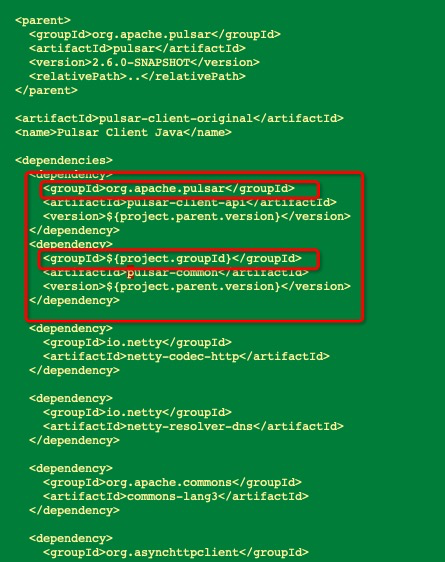 <parent>
<groupId>org.apache.pulsar</groupId>
<artifactId>pulsar</artifactId>
<version>2.6.0-SNAPSHOT</version>
<relativePath>..</relativePath>
</parent>
<artifactId>pulsar-client-original</artifactId>
<name>Pulsar Client Java</name>
<dependencies>
<dependency>
<groupId>org.apache.pulsar</groupId>
<artifactId>pulsar-client-api</artifactId>
<version>${project.parent.version}</version>
</dependency>
<dependency>
<groupId>${project.groupId}</groupId>
<artifactId>pulsar-common</artifactId>
<version>${project.parent.version}</version>
</dependency>
<dependency>
<groupId>io.netty</groupId>
<artifactId>netty-codec-http</artifactId>
</dependency>
<dependency>
<groupId>io.netty</groupId>
<artifactId>netty-resolver-dns</artifactId>
</dependency>
<dependency>
<groupId>org.apache.commons</groupId>
<artifactId>commons-lang3</artifactId>
</dependency>
<dependency>
<groupId>org.asynchttpclient</groupId>